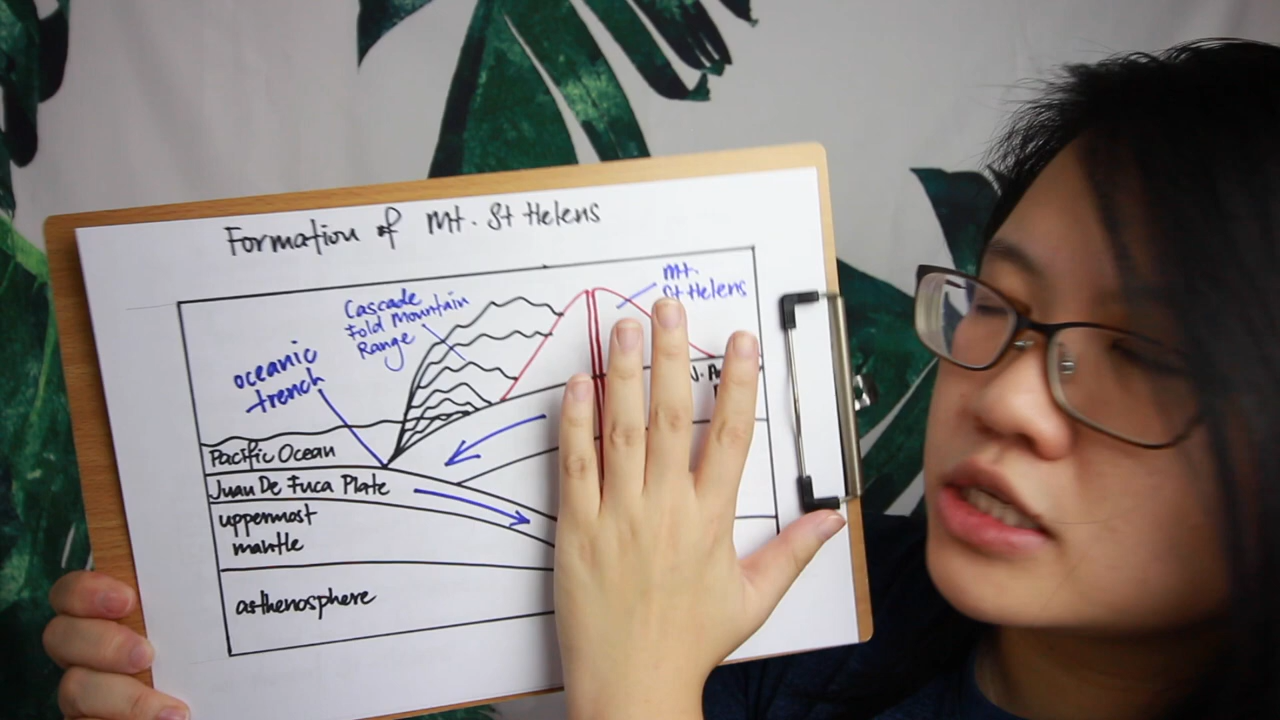 Formation of Mt. St Helens
Cascade
Fold Mountain
Range
Mt.
St Helens
oceanic
trench
Pacific Ocean
Juan De Fuca Plate
uppermost
mantle
asthenosphere